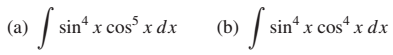 (a) ∫ sin⁴ x cos⁵ x dx (b) ∫ sin⁴ x cos⁴ x dx